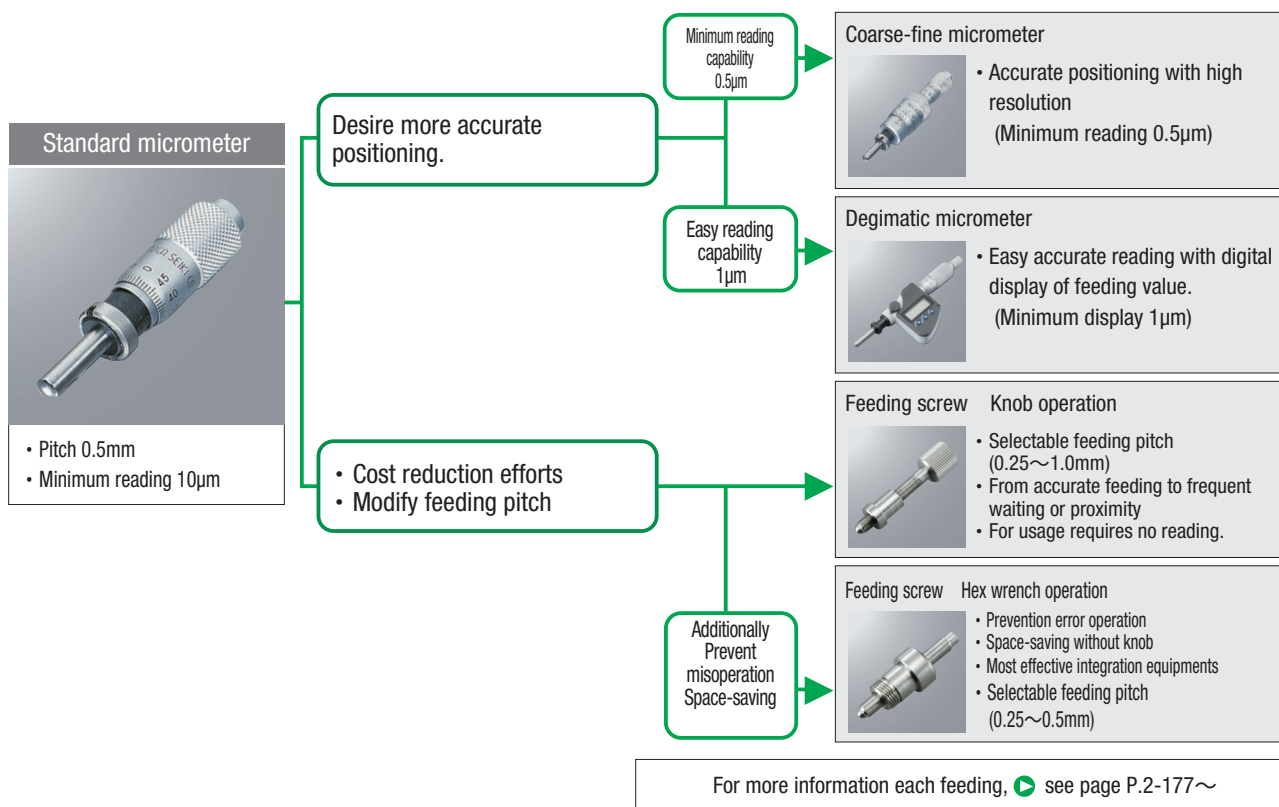 Standard micrometer
SEIKI
0
45
40
• Pitch 0.5mm
• Minimum reading 10µm
Desire more accurate
positioning.
Minimum reading
capability
0.5µm
Coarse-fine micrometer
• Accurate positioning with high
resolution
(Minimum reading 0.5µm)
Easy reading
capability
1µm
Degimatic micrometer
• Easy accurate reading with digital
display of feeding value.
(Minimum display 1µm)
• Cost reduction efforts
• Modify feeding pitch
Feeding screw Knob operation
• Selectable feeding pitch
(0.25～1.0mm)
• From accurate feeding to frequent
waiting or proximity
• For usage requires no reading.
Additionally
Prevent
misoperation
Space-saving
Feeding screw Hex wrench operation
• Prevention error operation
• Space-saving without knob
• Most effective integration equipments
• Selectable feeding pitch
(0.25～0.5mm)
For more information each feeding, see page P.2-177～